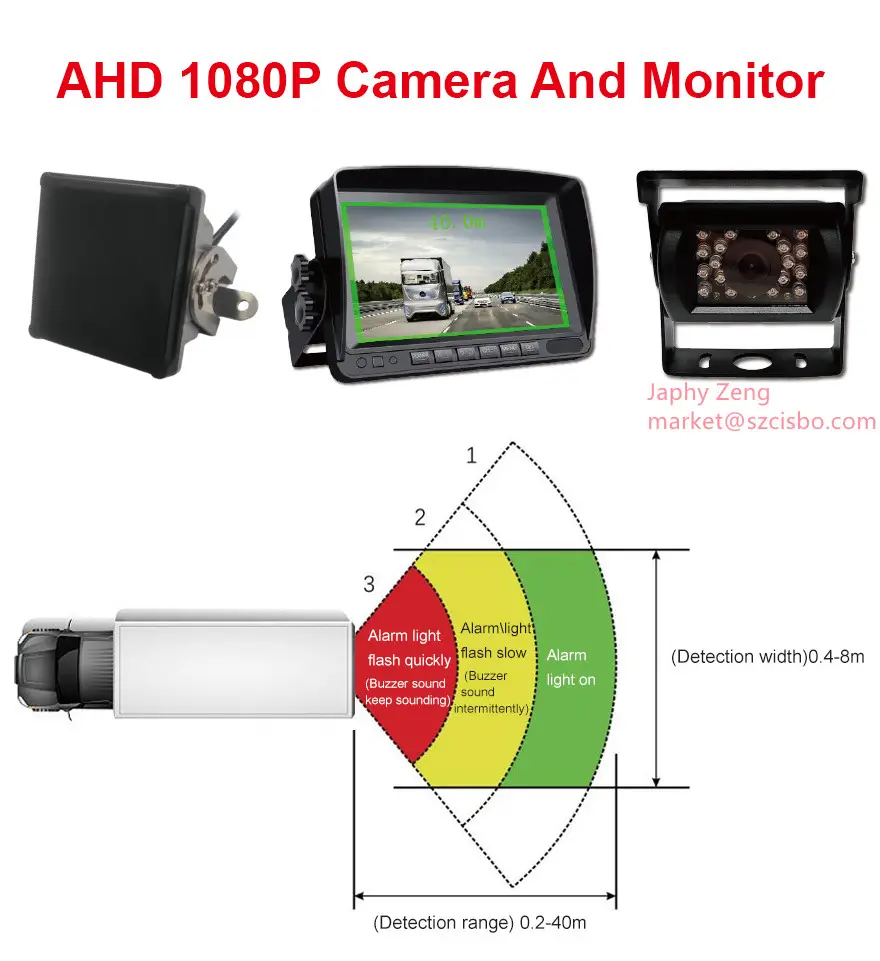 AHD 1080P Camera And Monitor
40.0m
Japhy Zeng
market@szcisbo.com
1
2
3
Alarm light
flash quickly
(Buzzer sound
keep sounding)
Alarm\light
flash slow
(Buzzer
sound
intermittently)
Alarm
light on
(Detection width)0.4-8m
(Detection range) 0.2-40m